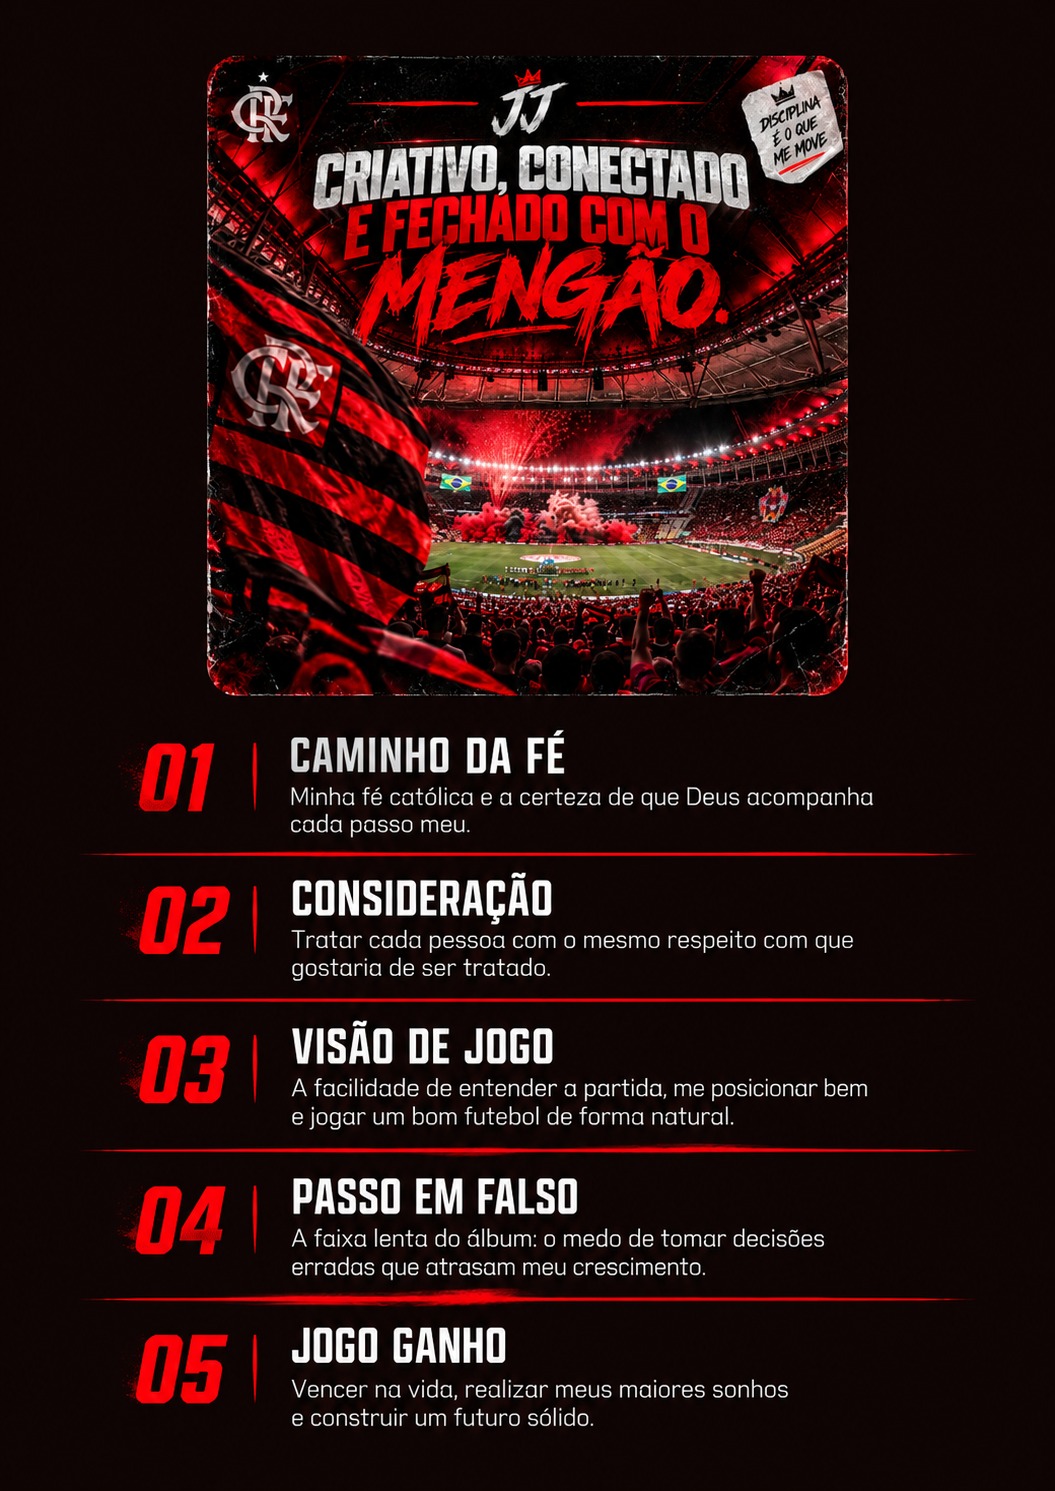 JJ
CRIATIVO, CONECTADO
E FECHADO COM O
MENGÃO.
DISCIPLINA
É O QUE
ME MOVE
01
CAMINHO DA FÉ
Minha fé católica e a certeza de que Deus acompanha
cada passo meu.
02
CONSIDERAÇÃO
Tratar cada pessoa com o mesmo respeito com que
gostaria de ser tratado.
03
VISÃO DE JOGO
A facilidade de entender a partida, me posicionar bem
e jogar um bom futebol de forma natural.
04
PASSO EM FALSO
A faixa lenta do álbum: o medo de tomar decisões
erradas que atrasam meu crescimento.
05
JOGO GANHO
Vencer na vida, realizar meus maiores sonhos
e construir um futuro sólido.